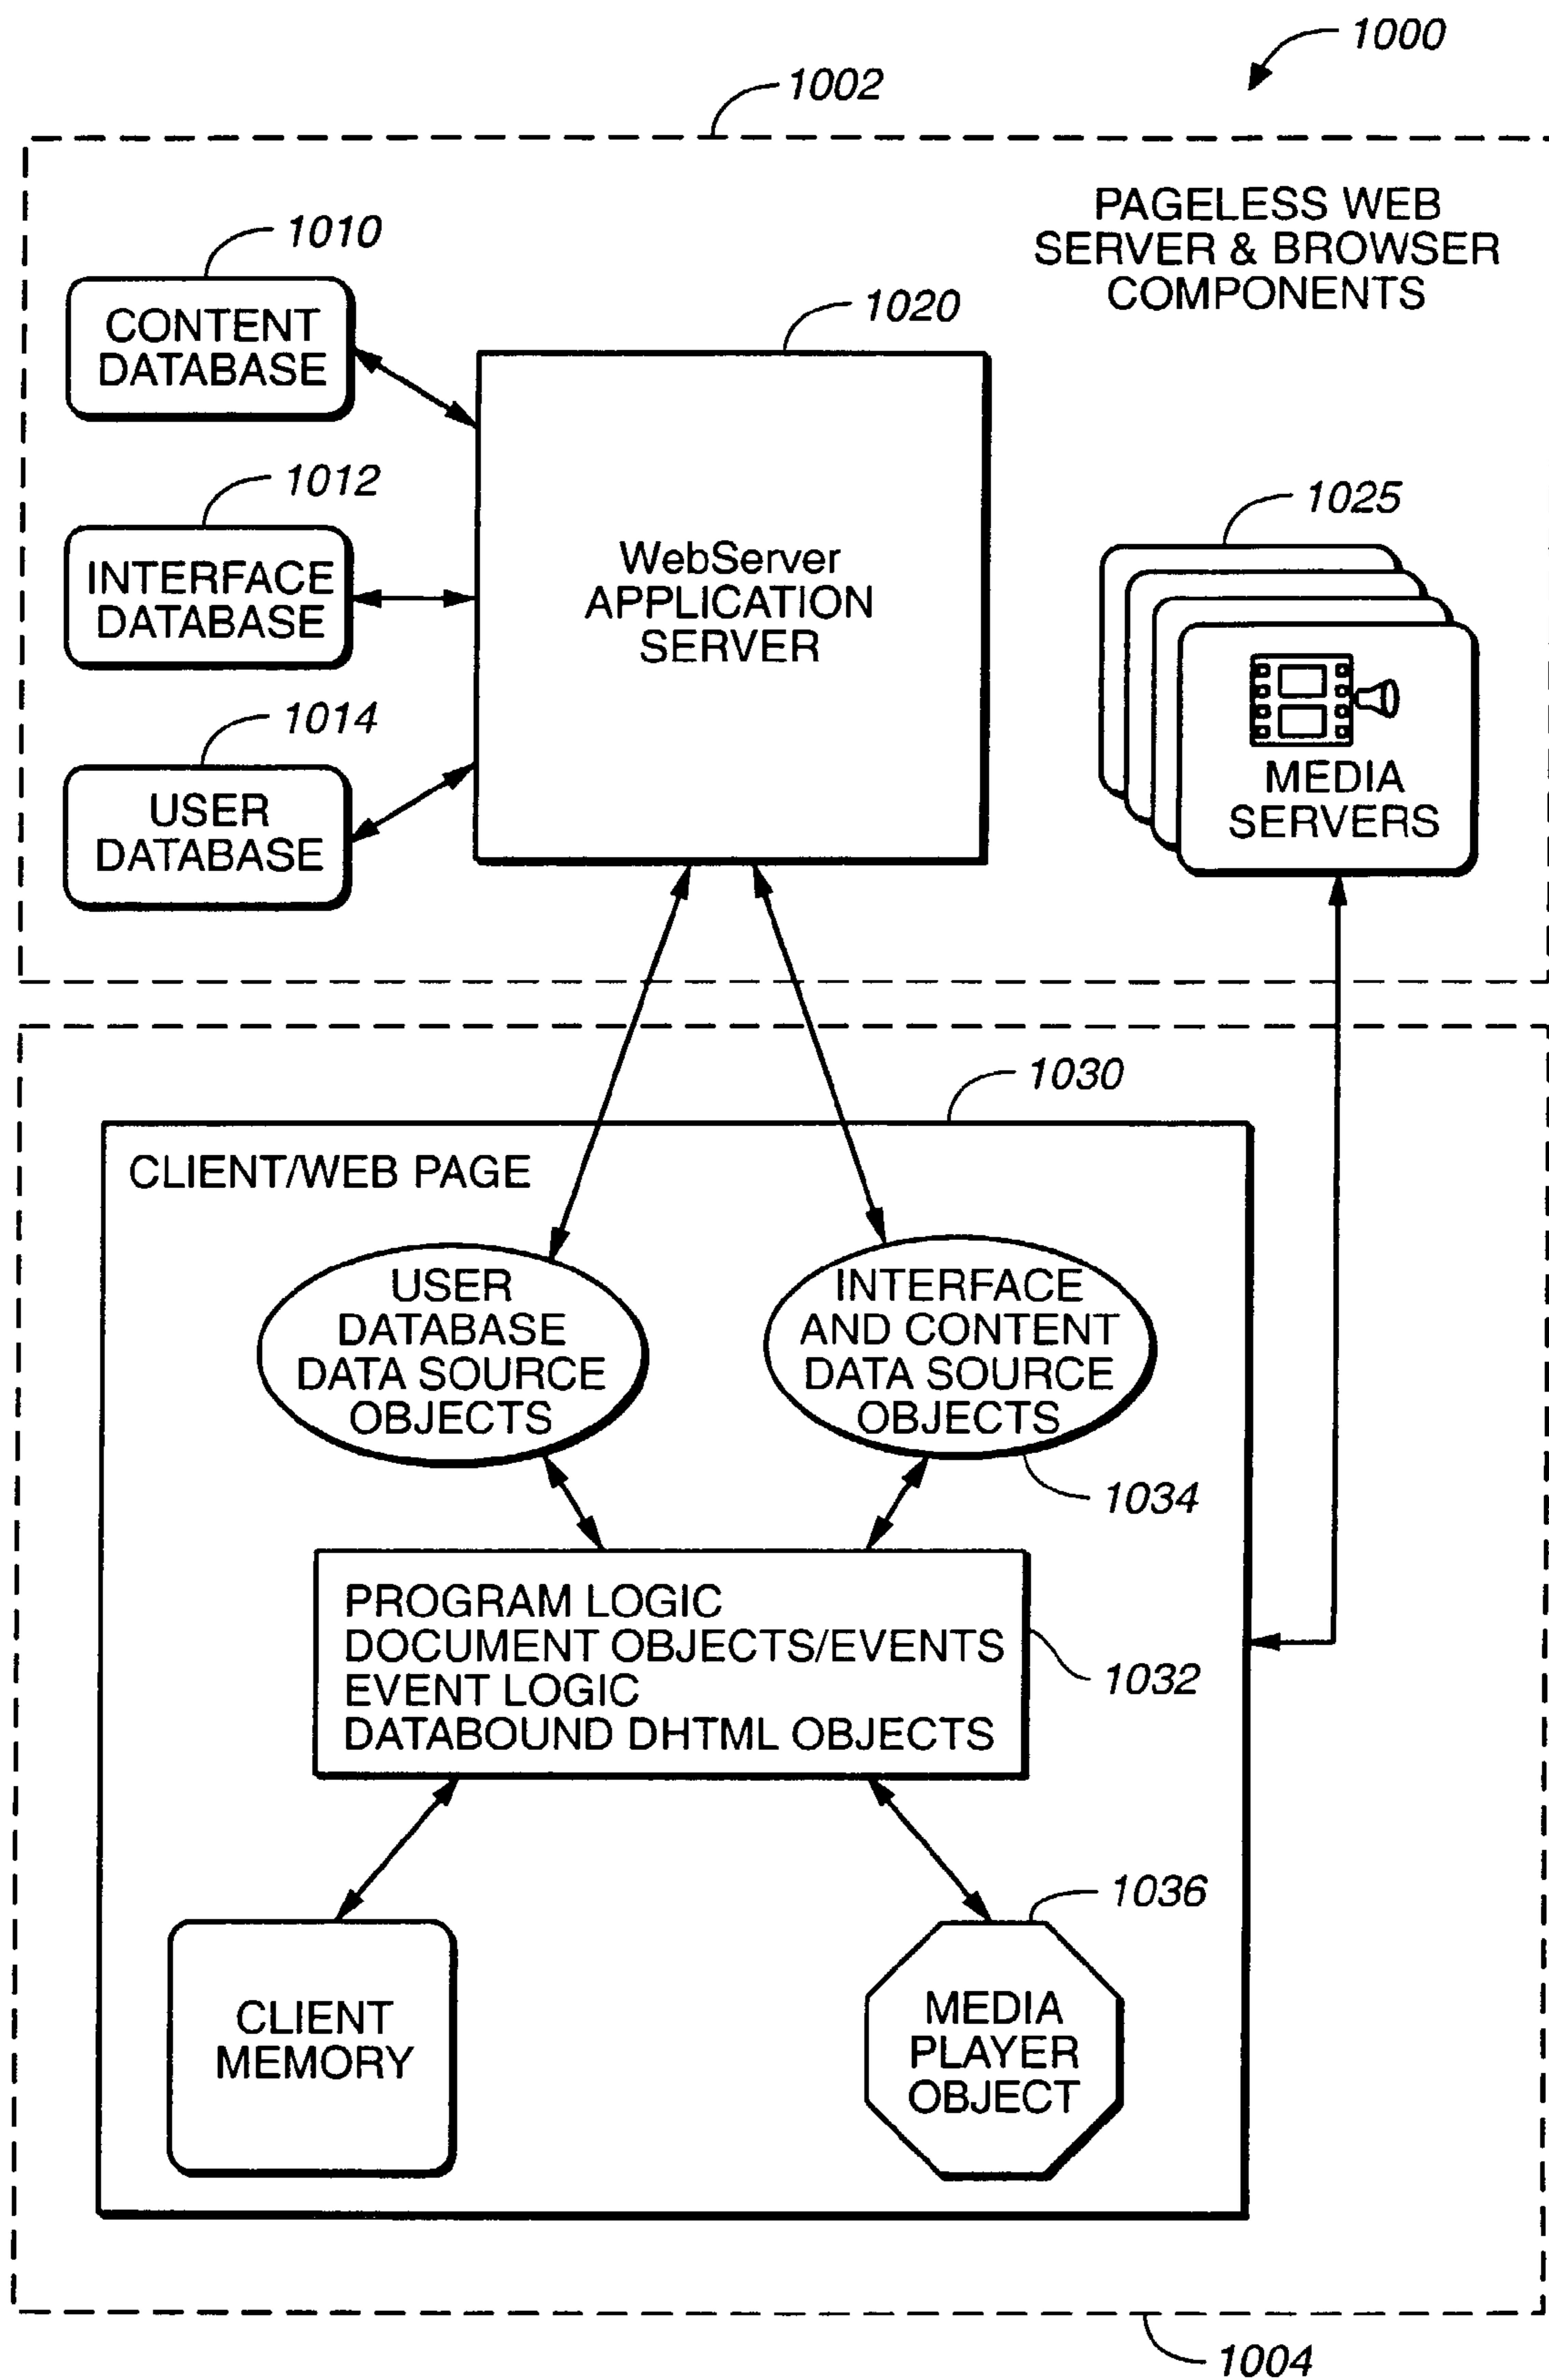 1000
1002
PAGELESS WEB
SERVER & BROWSER
COMPONENTS
1010
CONTENT
DATABASE
1020
1012
INTERFACE
DATABASE
WebServer
APPLICATION
SERVER
1025
MEDIA
SERVERS
1014
USER
DATABASE
1030
CLIENT/WEB PAGE
USER
DATABASE
DATA SOURCE
OBJECTS
INTERFACE
AND CONTENT
DATA SOURCE
OBJECTS
1034
PROGRAM LOGIC
DOCUMENT OBJECTS/EVENTS
EVENT LOGIC
DATABOUND DHTML OBJECTS
1032
1036
CLIENT
MEMORY
MEDIA
PLAYER
OBJECT
1004